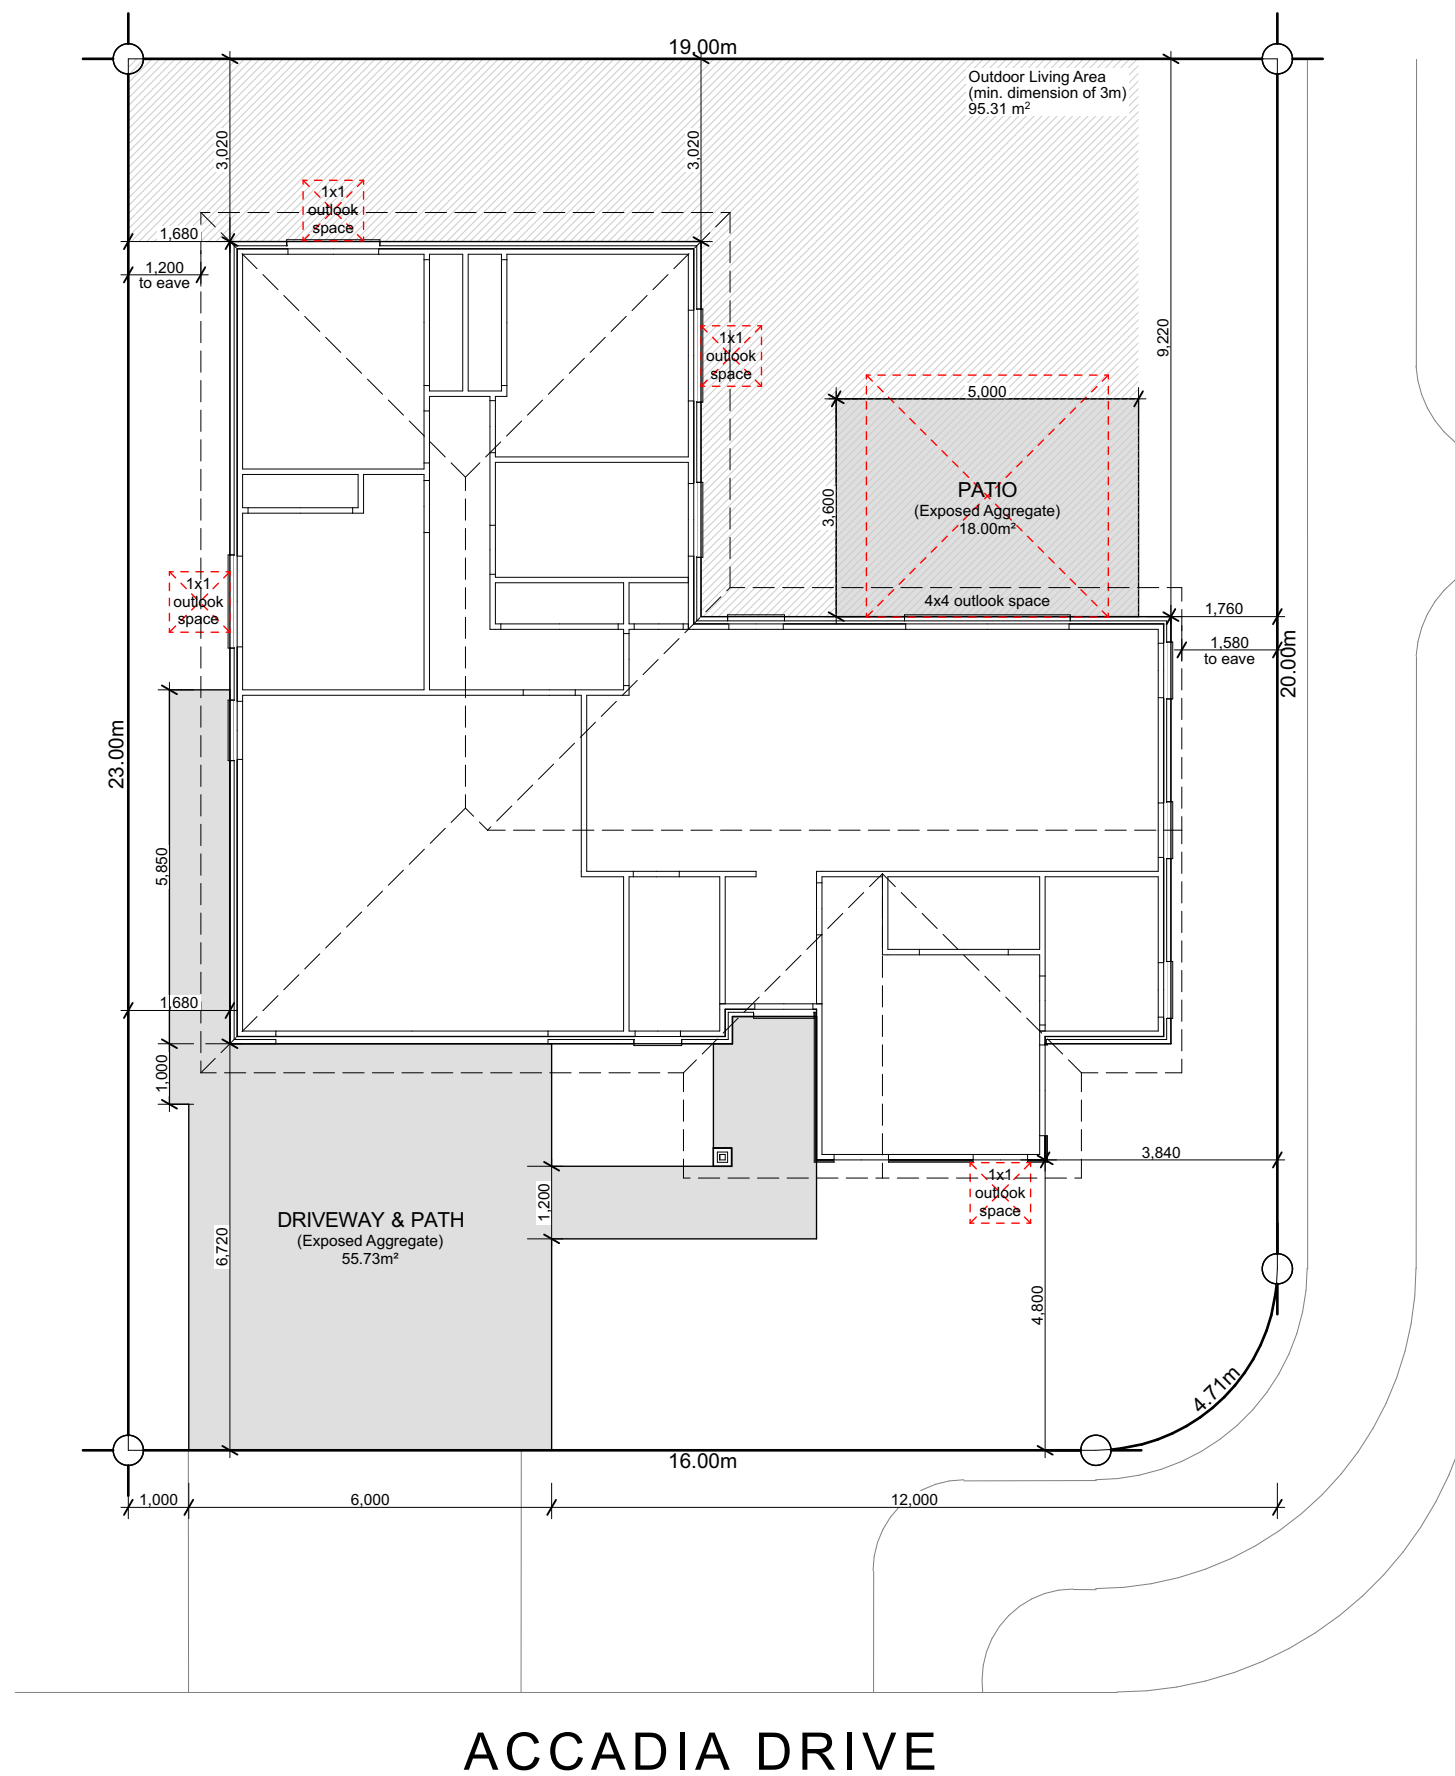 19.00m
Outdoor Living Area
(min. dimension of 3m)
95.31 m²
3,020
3,020
1x1
outlook
space
1,680
1,200
to eave
9,220
1x1
outlook
space
5,000
3,600
PATIO
(Exposed Aggregate)
18.00m²
4x4 outlook space
1x1
outlook
space
1,760
1,580
to eave
20.00m
23.00m
5,850
1,680
1,000
3,840
1x1
outlook
space
1,200
DRIVEWAY & PATH
(Exposed Aggregate)
55.73m²
6,720
4,800
4.71m
16.00m
1,000
6,000
12,000
ACCADIA DRIVE